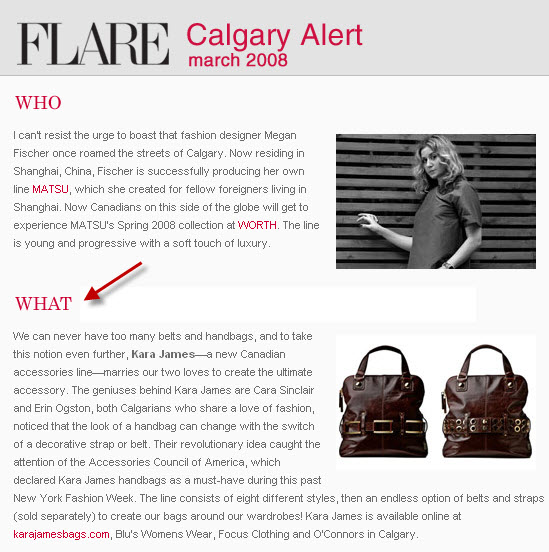 FLARE Calgary Alert
march 2008
WHO
I can't resist the urge to boast that fashion designer Megan
Fischer once roamed the streets of Calgary. Now residing in
Shanghai, China, Fischer is successfully producing her own
line MATSU, which she created for fellow foreigners living in
Shanghai. Now Canadians on this side of the globe will get to
experience MATSU's Spring 2008 collection at WORTH. The line
is young and progressive with a soft touch of luxury.
WHAT
We can never have too many belts and handbags, and to take
this notion even further, Kara James—a new Canadian
accessories line—marries our two loves to create the ultimate
accessory. The geniuses behind Kara James are Cara Sinclair
and Erin Ogston, both Calgarians who share a love of fashion,
noticed that the look of a handbag can change with the switch
of a decorative strap or belt. Their revolutionary idea caught the
attention of the Accessories Council of America, which
declared Kara James handbags as a must-have during this past
New York Fashion Week. The line consists of eight different styles, then an endless option of belts and straps
(sold separately) to create our bags around our wardrobes! Kara James is available online at
karajamesbags.com, Blu's Womens Wear, Focus Clothing and O'Connors in Calgary.